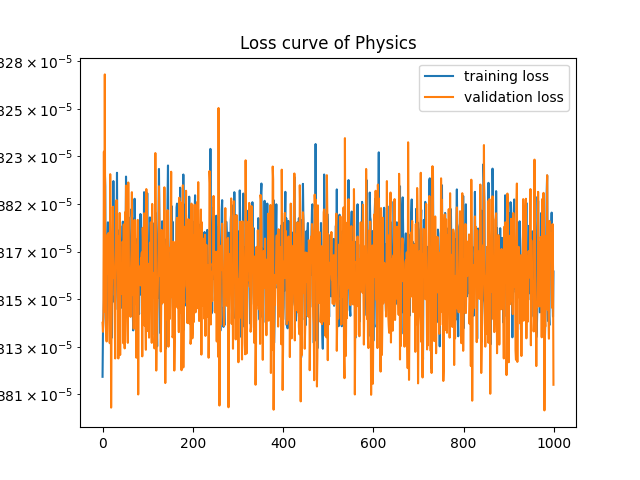 Loss curve of Physics
training loss
validation loss
328 × 10⁻⁵
325 × 10⁻⁵
323 × 10⁻⁵
382 × 10⁻⁵
317 × 10⁻⁵
315 × 10⁻⁵
313 × 10⁻⁵
381 × 10⁻⁵
0 200 400 600 800 1000